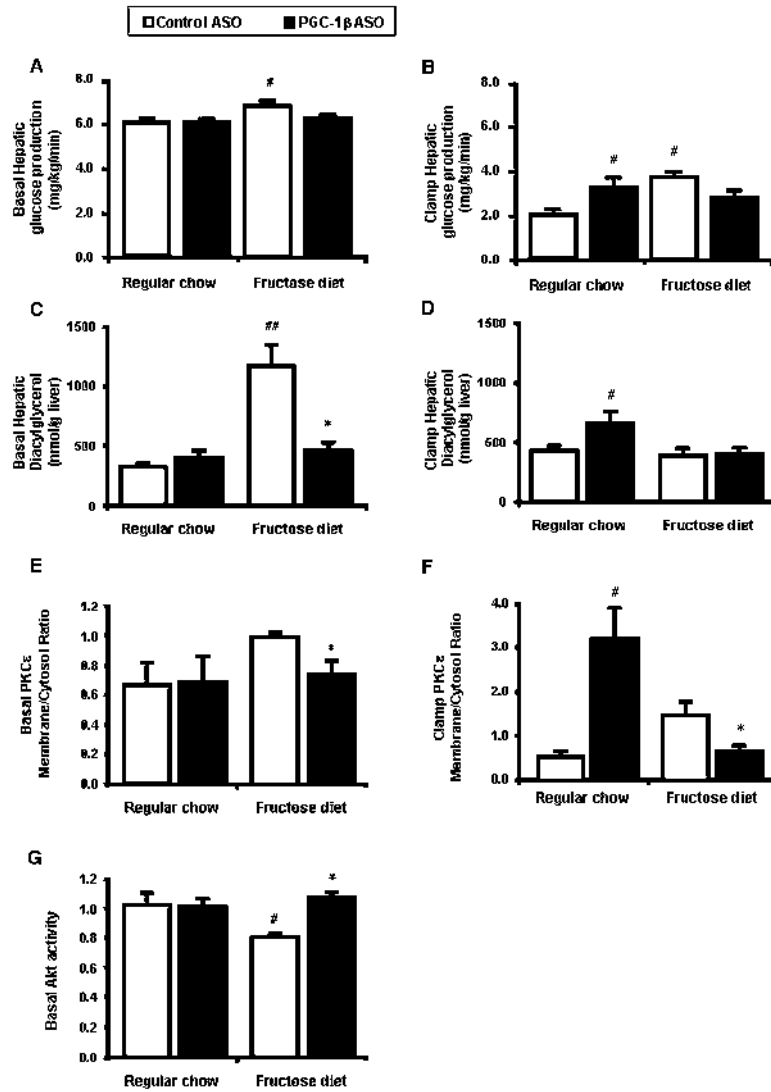 Control ASO PGC-1βASO
A
Basal Hepatic
glucose production
(mg/kg/min)
8.0
6.0
4.0
2.0
0.0
#
Regular chow Fructose diet
B
Clamp Hepatic
glucose production
(mg/kg/min)
8.0
6.0
4.0
2.0
0.0
#
#
Regular chow Fructose diet
C
Basal Hepatic
Diacylglycerol
(nmol/g liver)
1500
1000
500
0
##
*
Regular chow Fructose diet
D
Clamp Hepatic
Diacylglycerol
(nmol/g liver)
1500
1000
500
0
#
Regular chow Fructose diet
E
Basal PKCε
Membrane/Cytosol Ratio
1.2
1.0
0.8
0.6
0.4
0.2
0.0
*
Regular chow Fructose diet
F
Clamp PKCε
Membrane/Cytosol Ratio
4.0
3.0
2.0
1.0
0.0
#
*
Regular chow Fructose diet
G
Basal Akt activity
1.2
1.0
0.8
0.6
0.4
0.2
0.0
#
*
Regular chow Fructose diet